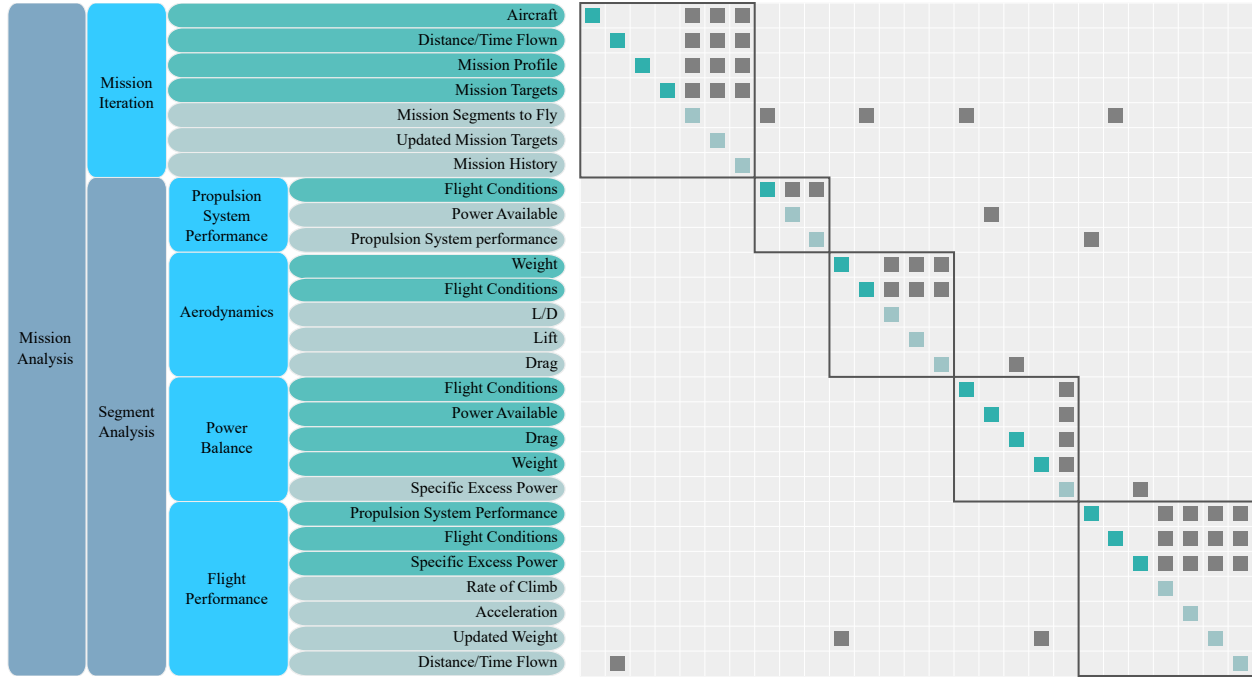 Mission
Analysis
Mission
Iteration
Aircraft
Distance/Time Flown
Mission Profile
Mission Targets
Mission Segments to Fly
Updated Mission Targets
Mission History
Segment
Analysis
Propulsion
System
Performance
Flight Conditions
Power Available
Propulsion System performance
Aerodynamics
Weight
Flight Conditions
L/D
Lift
Drag
Power
Balance
Flight Conditions
Power Available
Drag
Weight
Specific Excess Power
Flight
Performance
Propulsion System Performance
Flight Conditions
Specific Excess Power
Rate of Climb
Acceleration
Updated Weight
Distance/Time Flown